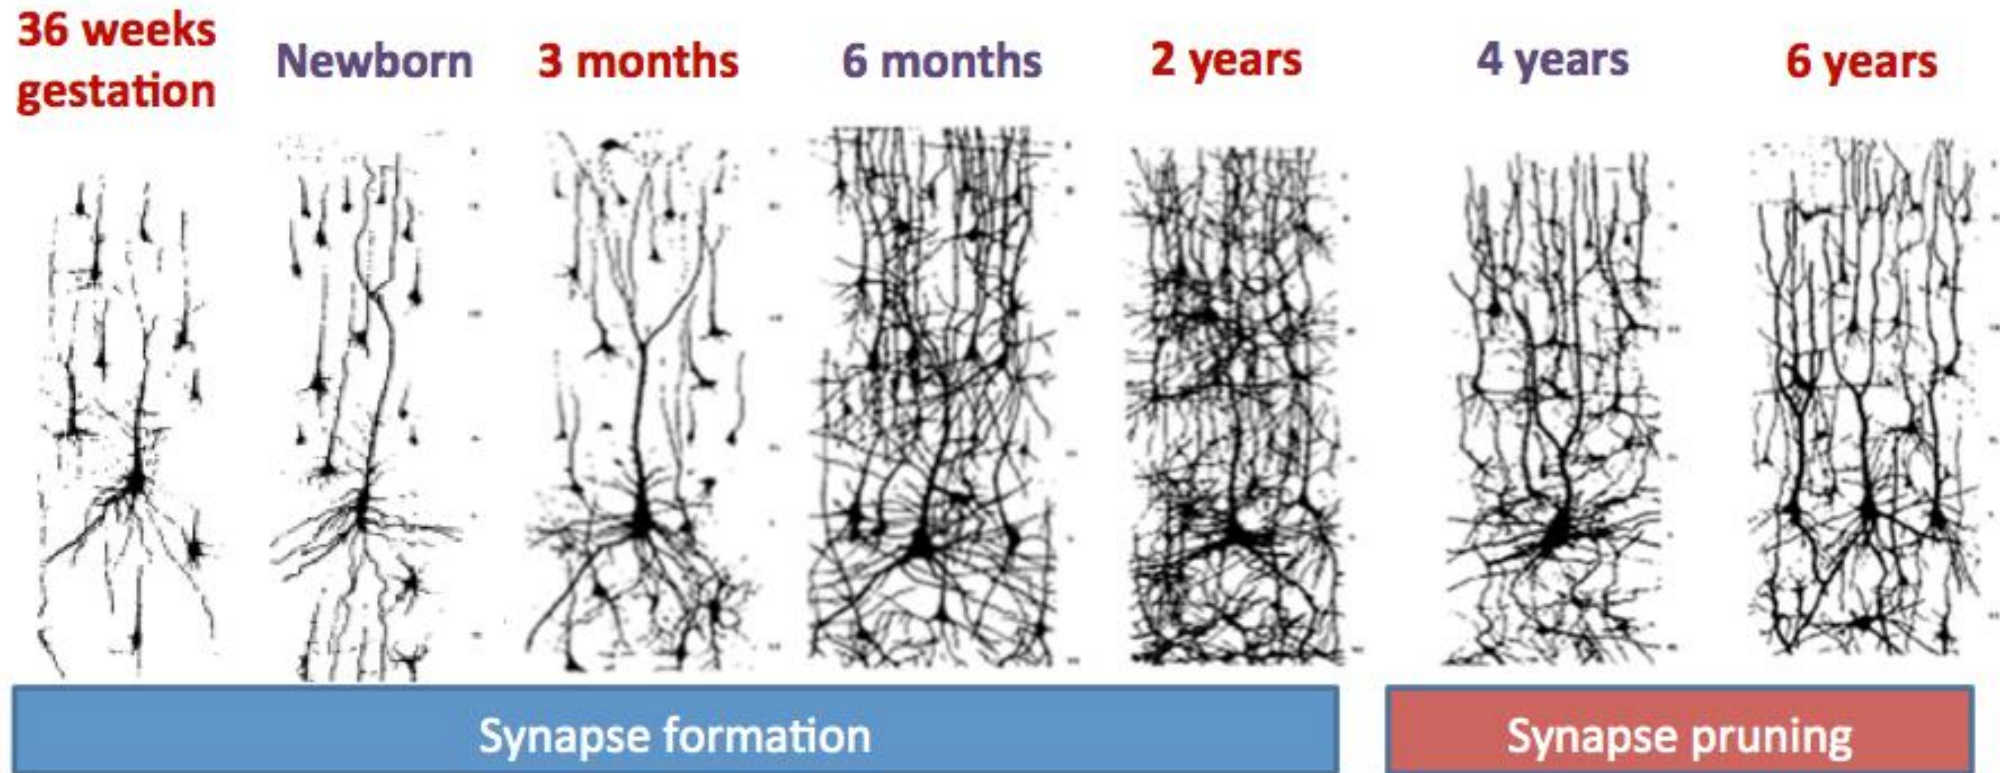 36 weeks
gestation
Newborn
3 months
6 months
2 years
4 years
6 years
Synapse formation
Synapse pruning